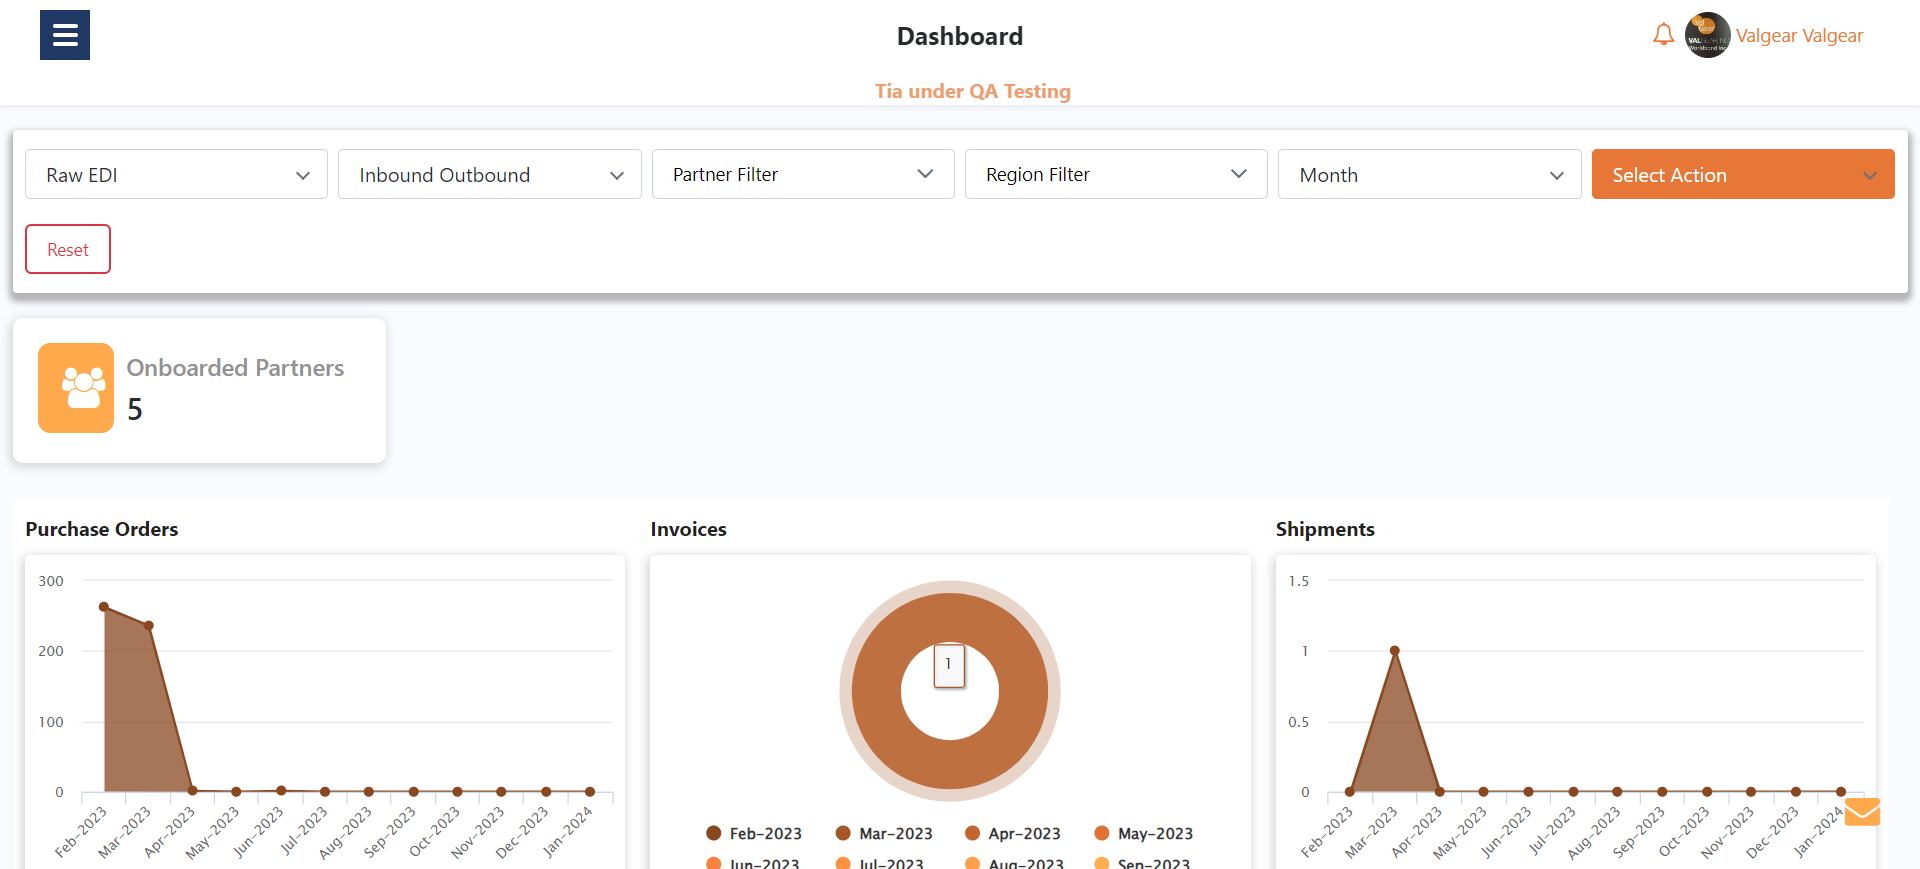 Dashboard
Valgear Valgear
Tia under QA Testing
Raw EDI
Inbound Outbound
Partner Filter
Region Filter
Month
Select Action
Reset
Onboarded Partners
5
Purchase Orders
300
200
100
0
Feb-2023
Mar-2023
Apr-2023
May-2023
Jun-2023
Jul-2023
Aug-2023
Sep-2023
Oct-2023
Nov-2023
Dec-2023
Jan-2024
Invoices
1
Feb-2023
Mar-2023
Apr-2023
May-2023
Jun-2023
Jul-2023
Aug-2023
Sep-2023
Shipments
1.5
1
0.5
0
Feb-2023
Mar-2023
Apr-2023
May-2023
Jun-2023
Jul-2023
Aug-2023
Sep-2023
Oct-2023
Nov-2023
Dec-2023
Jan-2024